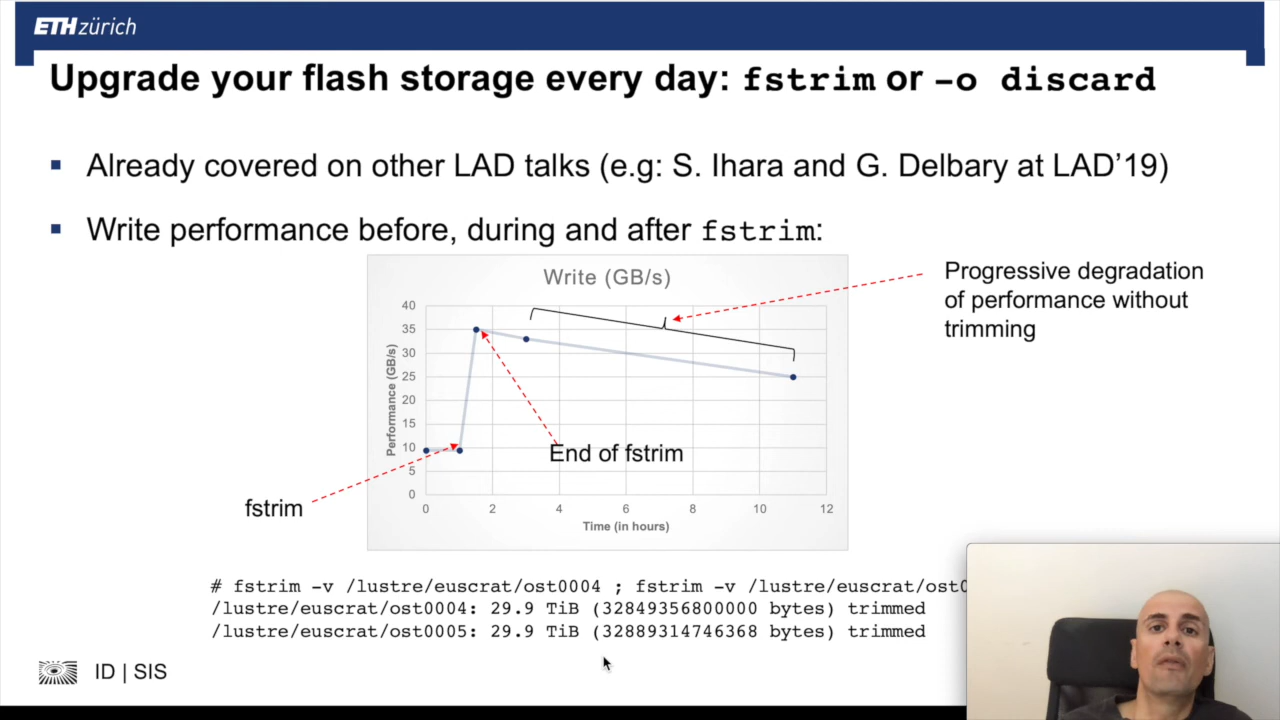 ETH zürich
Upgrade your flash storage every day: fstrim or -o discard
▪ Already covered on other LAD talks (e.g: S. Ihara and G. Delbary at LAD'19)
▪ Write performance before, during and after fstrim:
Write (GB/s)
Progressive degradation
of performance without
trimming
Performance (GB/s)
40
35
30
25
20
15
10
5
0
0 2 4 6 8 10 12
Time (in hours)
End of fstrim
fstrim
# fstrim -v /lustre/euscrat/ost0004 ; fstrim -v /lustre/euscrat/ost0
/lustre/euscrat/ost0004: 29.9 TiB (32849356800000 bytes) trimmed
/lustre/euscrat/ost0005: 29.9 TiB (32889314746368 bytes) trimmed
ID | SIS